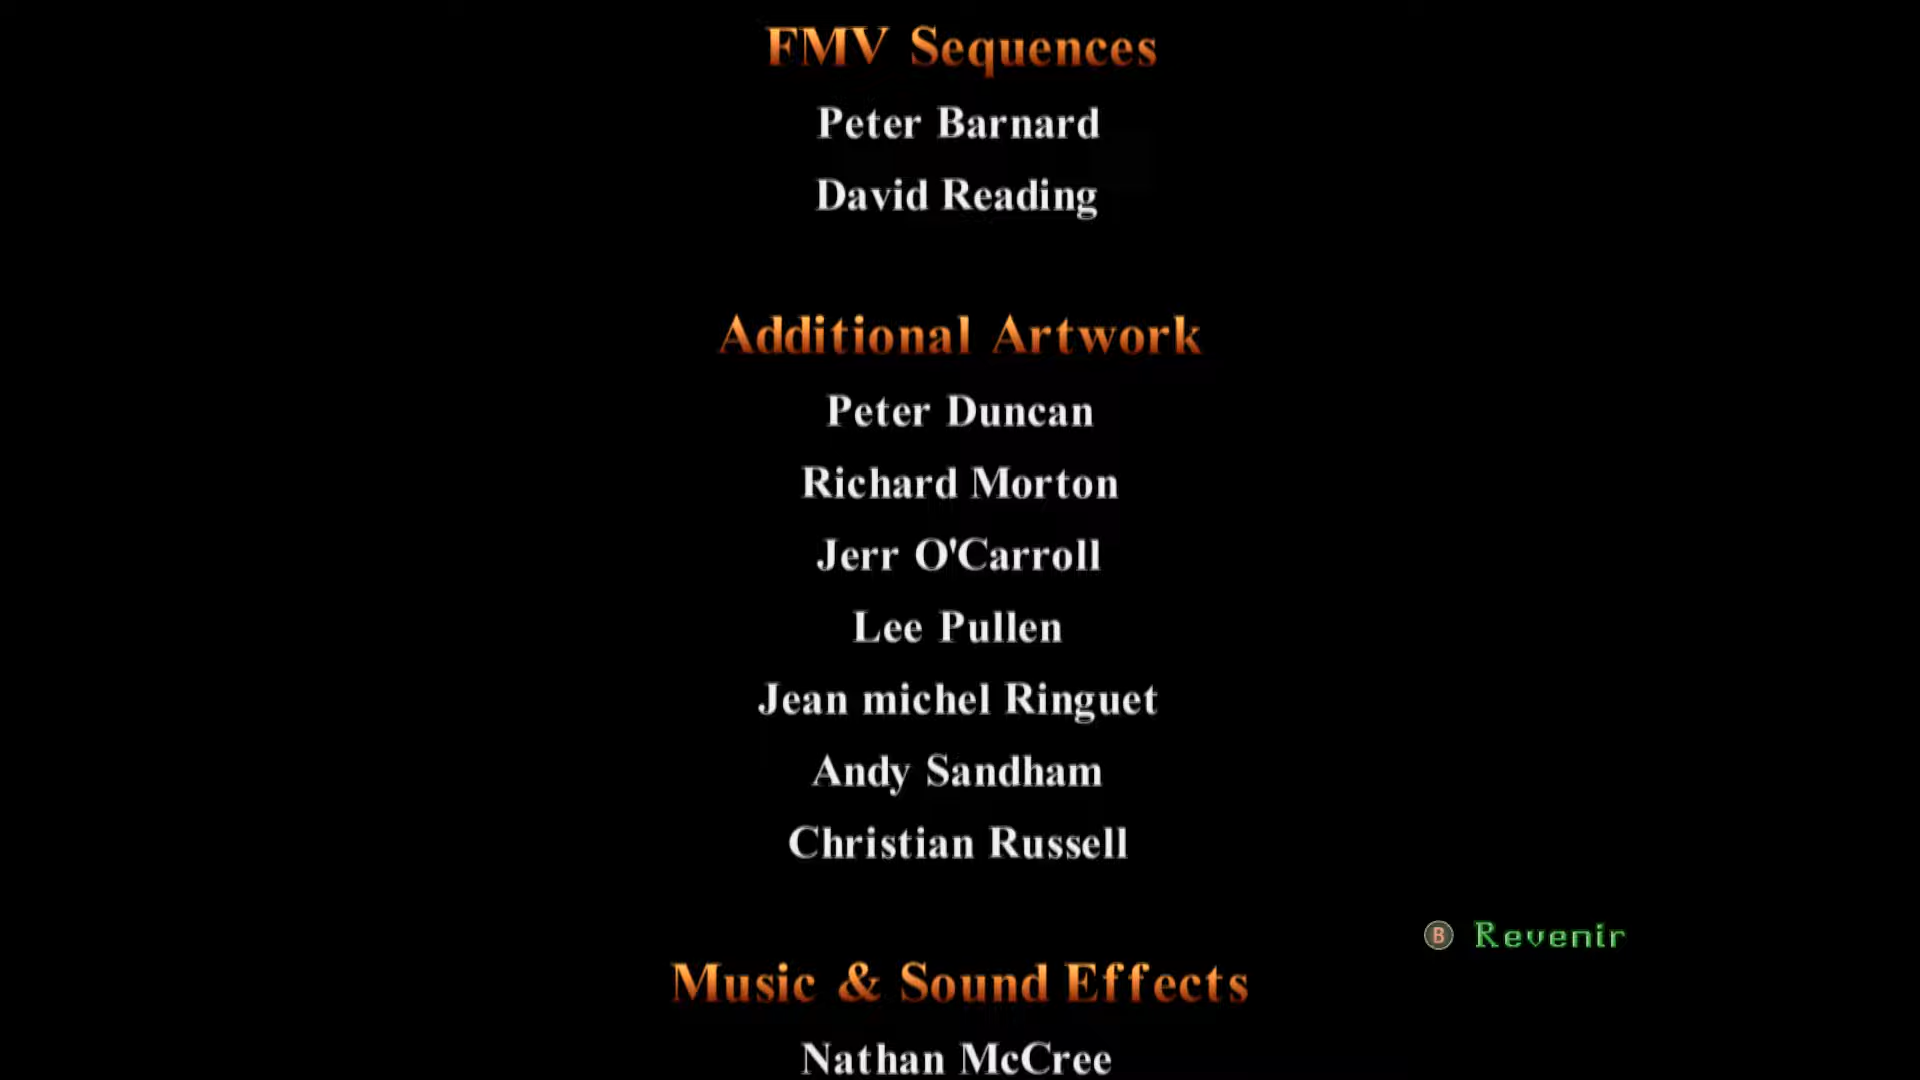 FMV Sequences
Peter Barnard
David Reading
Additional Artwork
Peter Duncan
Richard Morton
Jerr O'Carroll
Lee Pullen
Jean michel Ringuet
Andy Sandham
Christian Russell
B Revenir
Music & Sound Effects
Nathan McCree